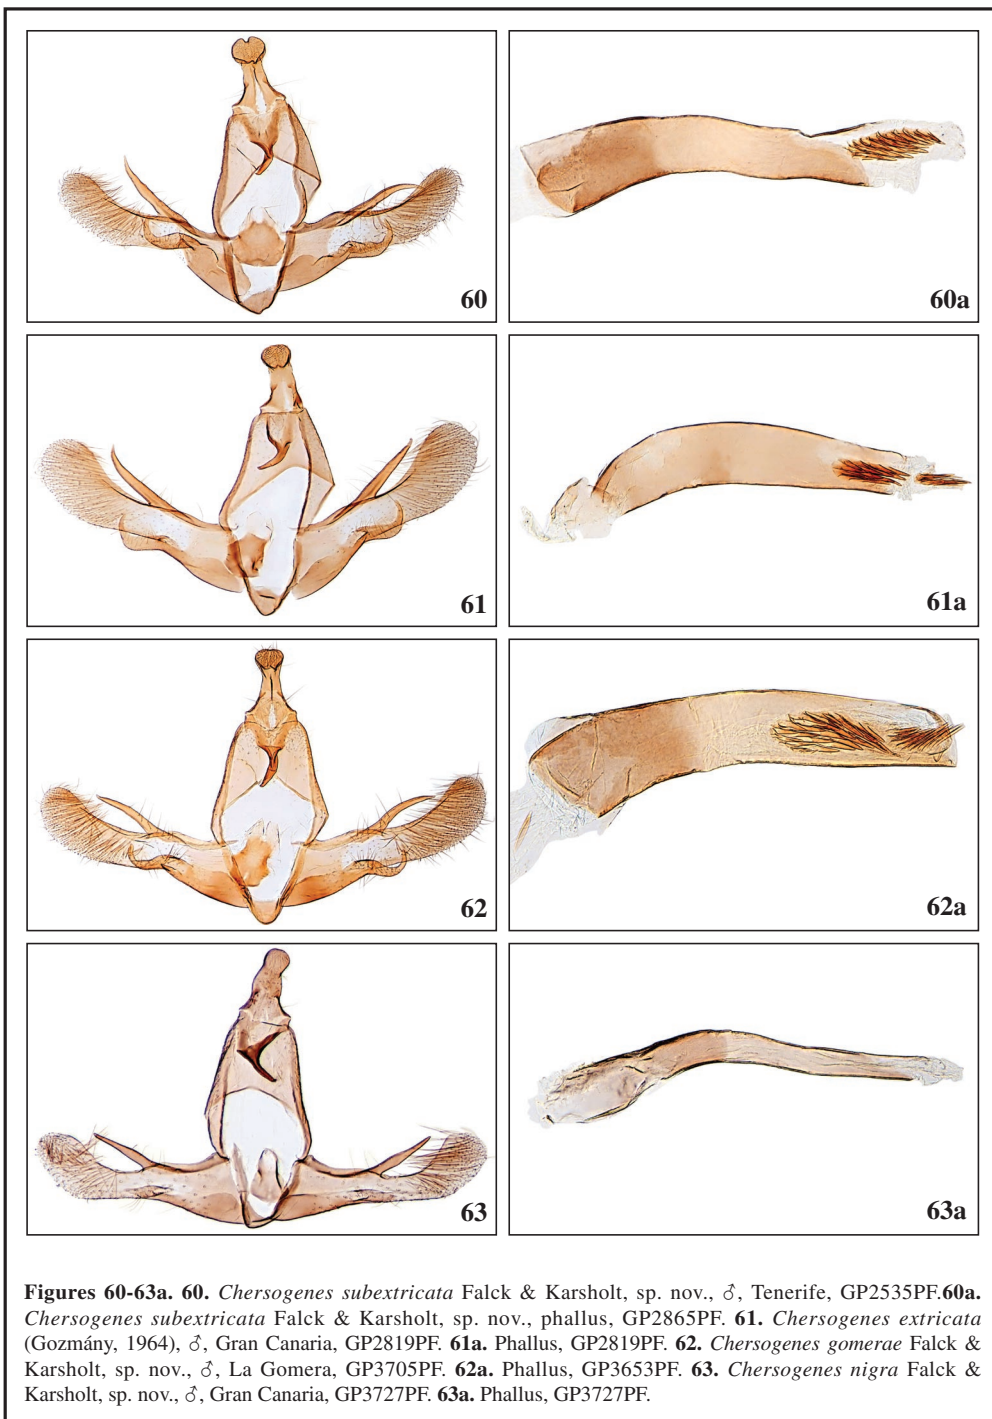 60
60a
61
61a
62
62a
63
63a
Figures 60-63a. 60. Chersogenes subextricata Falck & Karsholt, sp. nov., ♂, Tenerife, GP2535PF.60a.
Chersogenes subextricata Falck & Karsholt, sp. nov., phallus, GP2865PF. 61. Chersogenes extricata
(Gozmány, 1964), ♂, Gran Canaria, GP2819PF. 61a. Phallus, GP2819PF. 62. Chersogenes gomerae Falck &
Karsholt, sp. nov., ♂, La Gomera, GP3705PF. 62a. Phallus, GP3653PF. 63. Chersogenes nigra Falck &
Karsholt, sp. nov., ♂, Gran Canaria, GP3727PF. 63a. Phallus, GP3727PF.